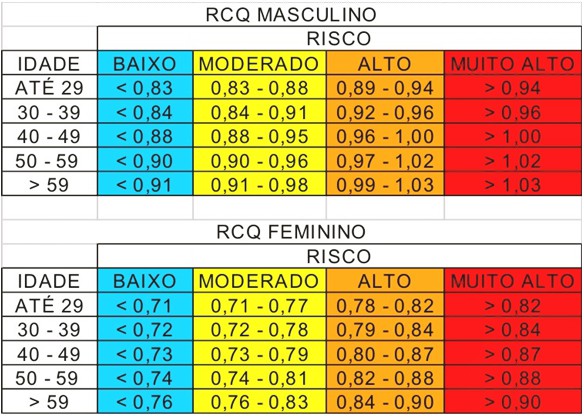 RCQ MASCULINO
RISCO
IDADE BAIXO MODERADO ALTO MUITO ALTO
ATÉ 29 < 0,83 0,83 - 0,88 0,89 - 0,94 > 0,94
30 - 39 < 0,84 0,84 - 0,91 0,92 - 0,96 > 0,96
40 - 49 < 0,88 0,88 - 0,95 0,96 - 1,00 > 1,00
50 - 59 < 0,90 0,90 - 0,96 0,97 - 1,02 > 1,02
> 59 < 0,91 0,91 - 0,98 0,99 - 1,03 > 1,03
RCQ FEMININO
RISCO
IDADE BAIXO MODERADO ALTO MUITO ALTO
ATÉ 29 < 0,71 0,71 - 0,77 0,78 - 0,82 > 0,82
30 - 39 < 0,72 0,72 - 0,78 0,79 - 0,84 > 0,84
40 - 49 < 0,73 0,73 - 0,79 0,80 - 0,87 > 0,87
50 - 59 < 0,74 0,74 - 0,81 0,82 - 0,88 > 0,88
> 59 < 0,76 0,76 - 0,83 0,84 - 0,90 > 0,90